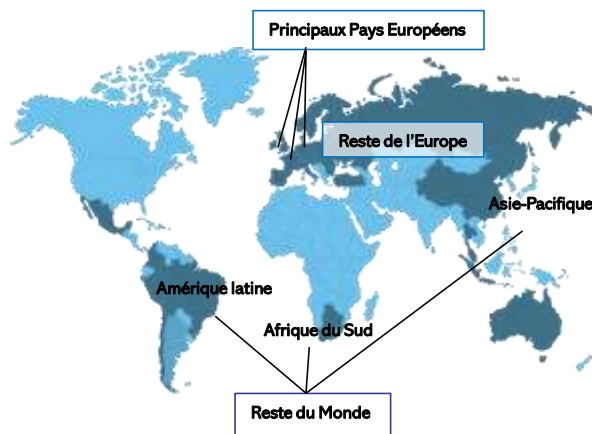 Principaux Pays Européens
Reste de l'Europe
Asie-Pacifique
Amérique latine
Afrique du Sud
Reste du Monde